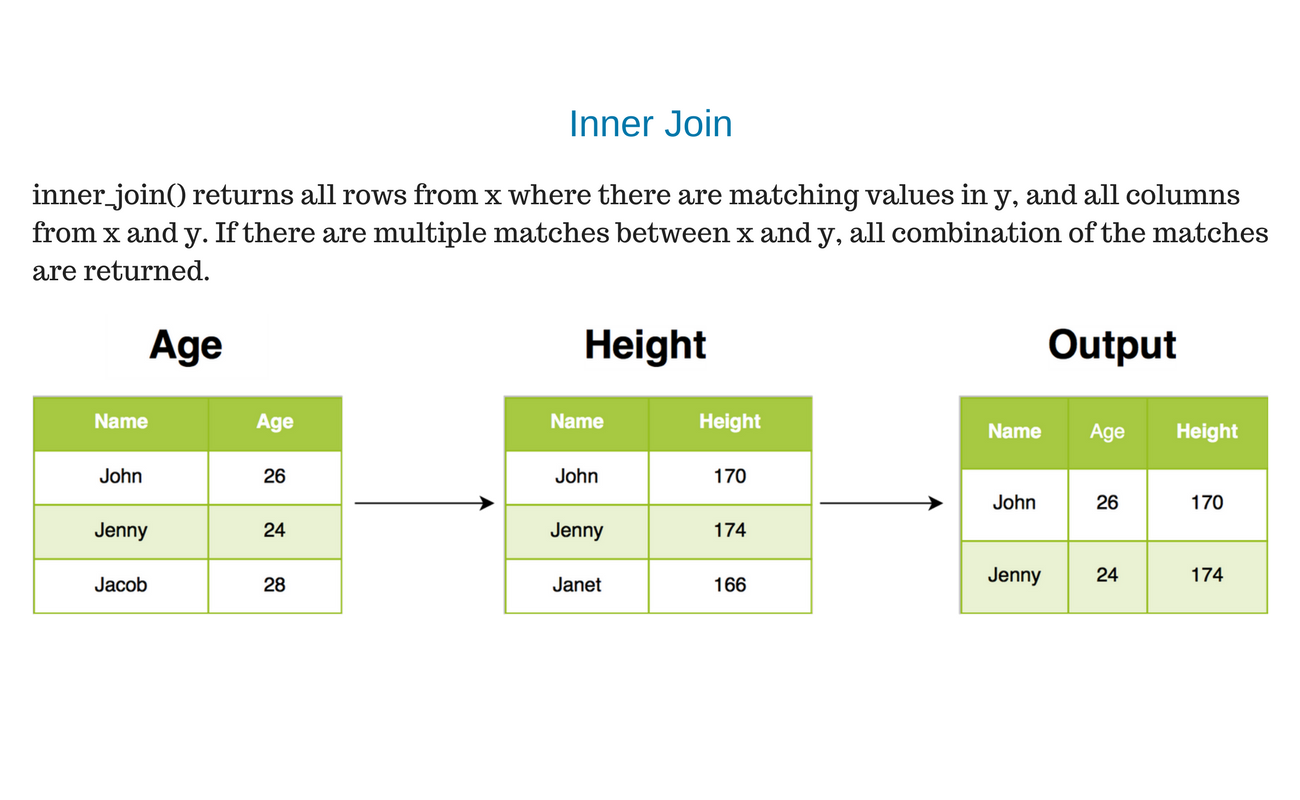 Inner Join
inner_join() returns all rows from x where there are matching values in y, and all columns
from x and y. If there are multiple matches between x and y, all combination of the matches
are returned.
Age
Name Age
John 26
Jenny 24
Jacob 28
Height
Name Height
John 170
Jenny 174
Janet 166
Output
Name Age Height
John 26 170
Jenny 24 174